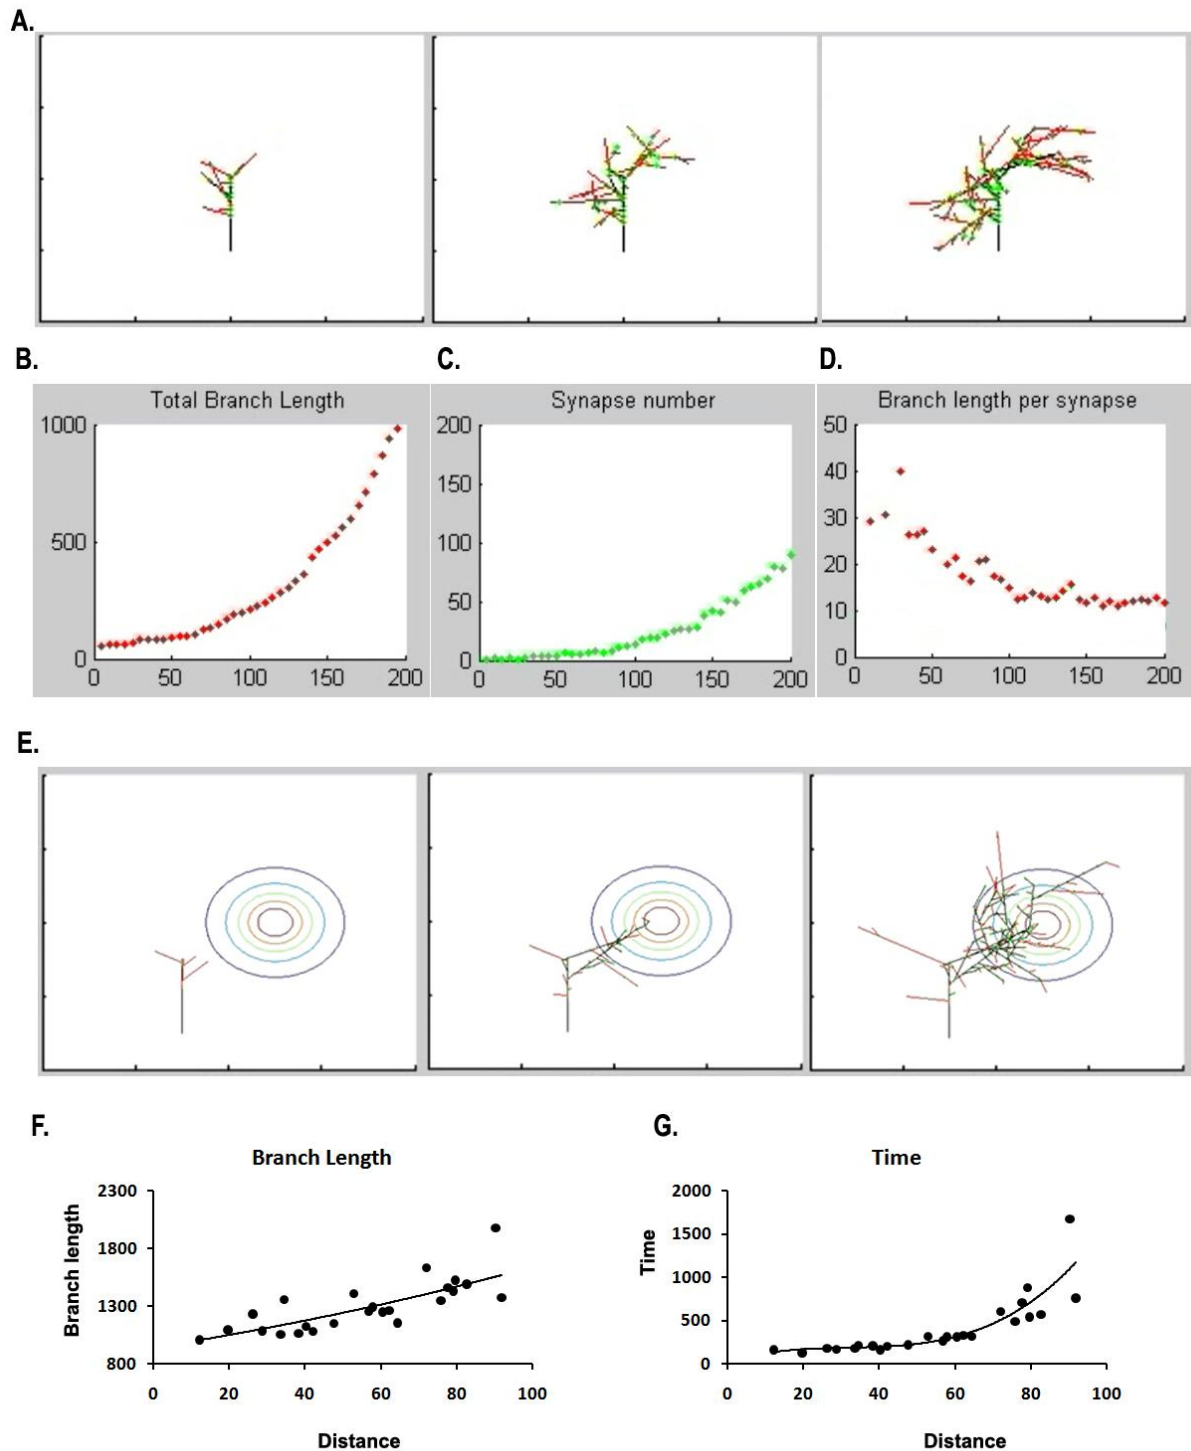 A.
B. C. D.
Total Branch Length Synapse number Branch length per synapse
1000 200 50
150 40
500 100 30
20
50 10
0 0 0
0 50 100 150 200 0 50 100 150 200 0 50 100 150 200
E.
F. G.
Branch Length Time
2300 2000
1800 1500
1300 1000
500
800 0
Branch length Time
0 20 40 60 80 100 0 20 40 60 80 100
Distance Distance